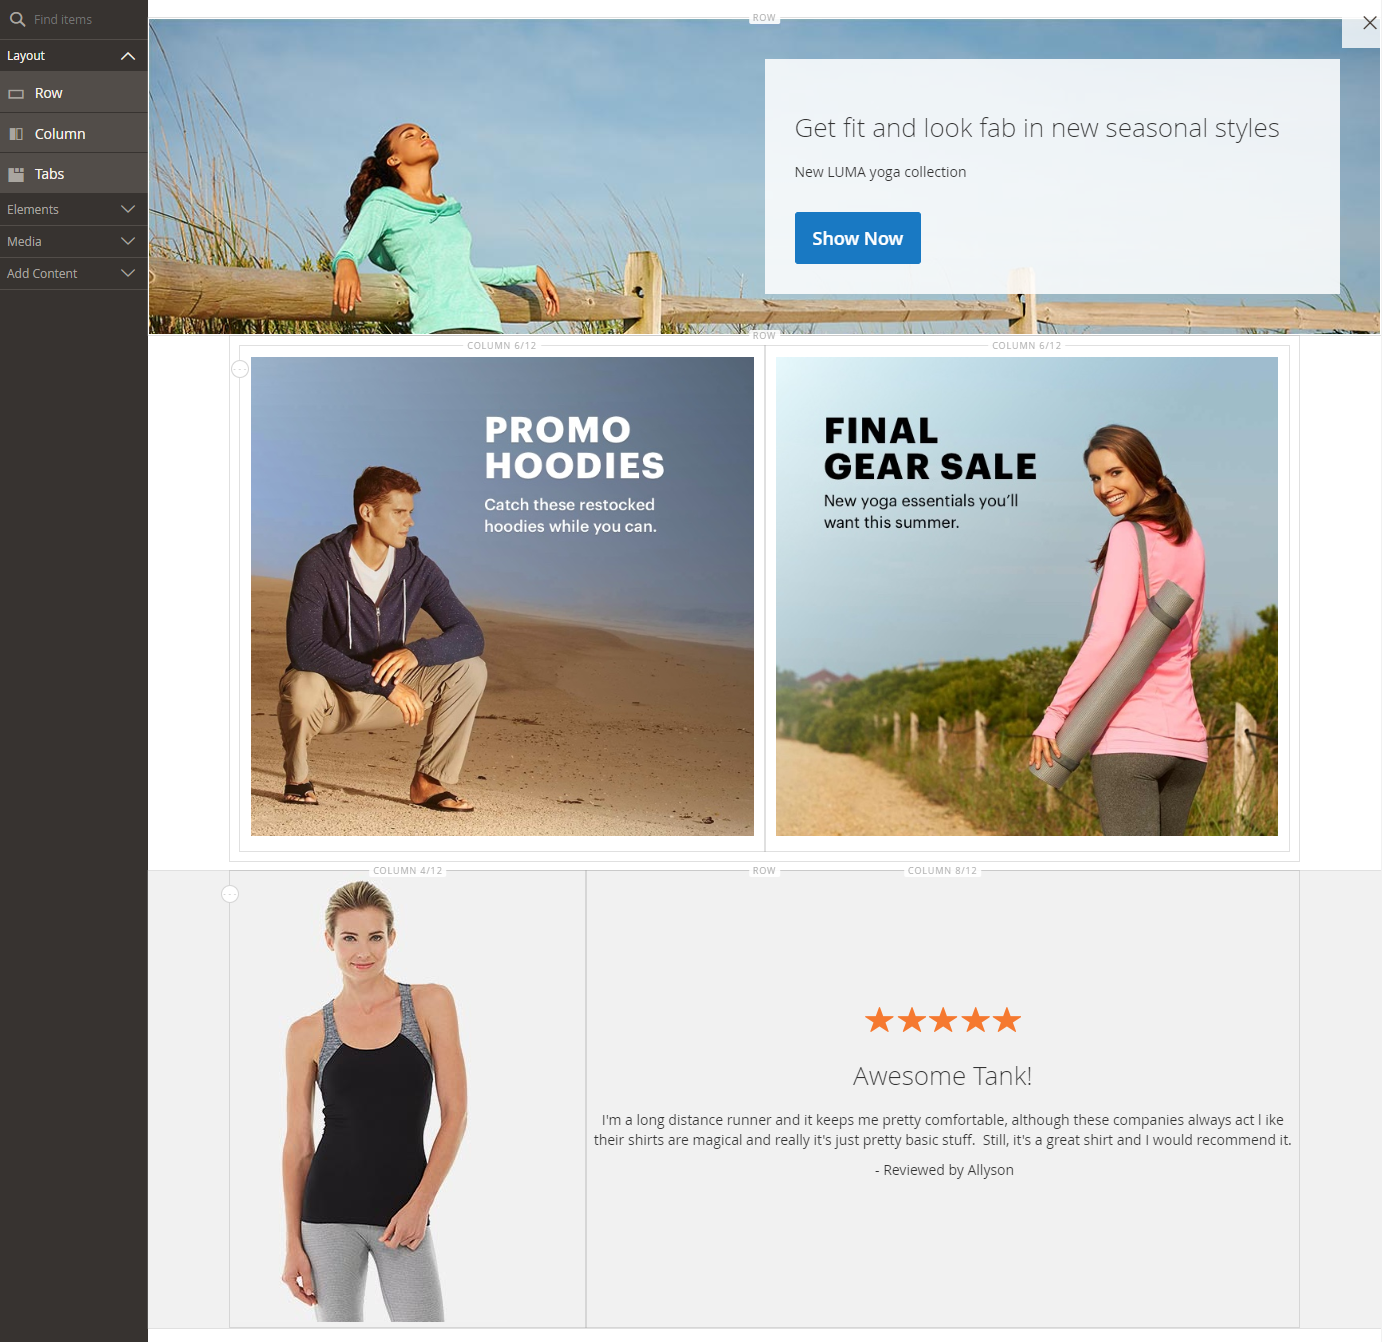 Find items
Layout
Row
Column
Tabs
Elements
Media
Add Content
ROW
Get fit and look fab in new seasonal styles
New LUMA yoga collection
Show Now
ROW
COLUMN 6/12
COLUMN 6/12
PROMO
HOODIES
Catch these restocked
hoodies while you can.
FINAL
GEAR SALE
New yoga essentials you'll
want this summer.
COLUMN 4/12
ROW
COLUMN 8/12
Awesome Tank!
I'm a long distance runner and it keeps me pretty comfortable, although these companies always act l ike
their shirts are magical and really it's just pretty basic stuff.  Still, it's a great shirt and I would recommend it.
- Reviewed by Allyson